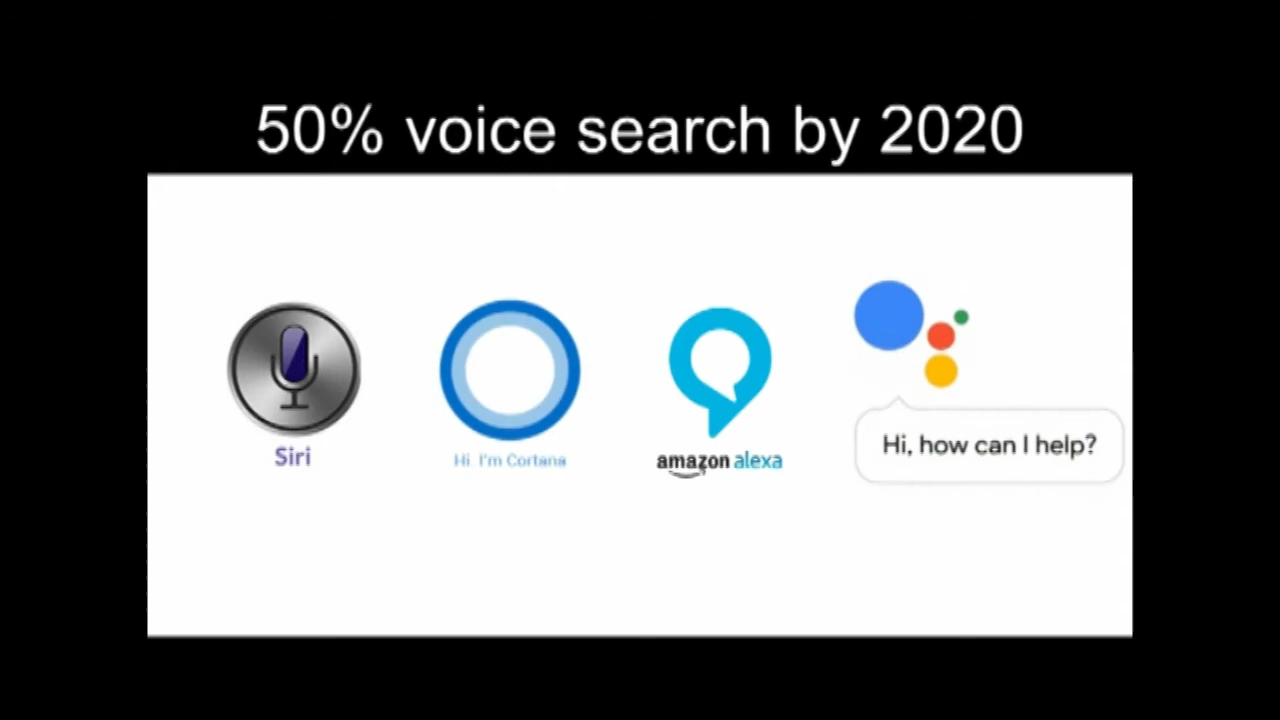 50% voice search by 2020
Siri
Hi. I'm Cortana
amazon alexa
Hi, how can I help?